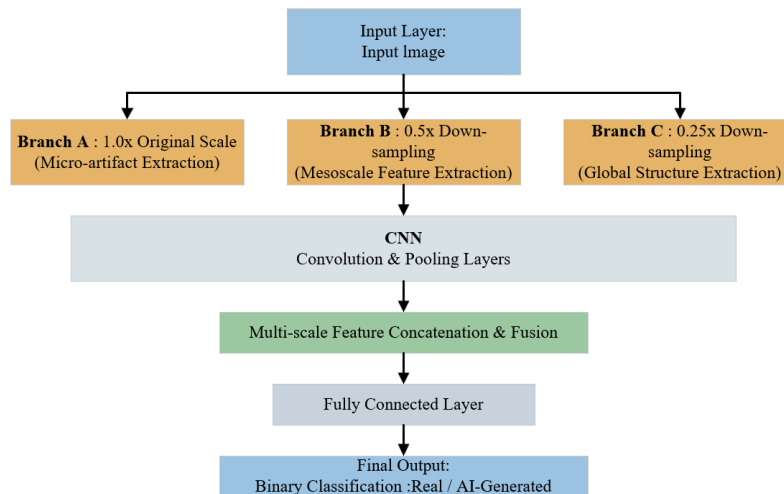 Input Layer:
Input Image
Branch A : 1.0x Original Scale
(Micro-artifact Extraction)
Branch B : 0.5x Down-
sampling
(Mesoscale Feature Extraction)
Branch C : 0.25x Down-
sampling
(Global Structure Extraction)
CNN
Convolution & Pooling Layers
Multi-scale Feature Concatenation & Fusion
Fully Connected Layer
Final Output:
Binary Classification :Real / AI-Generated